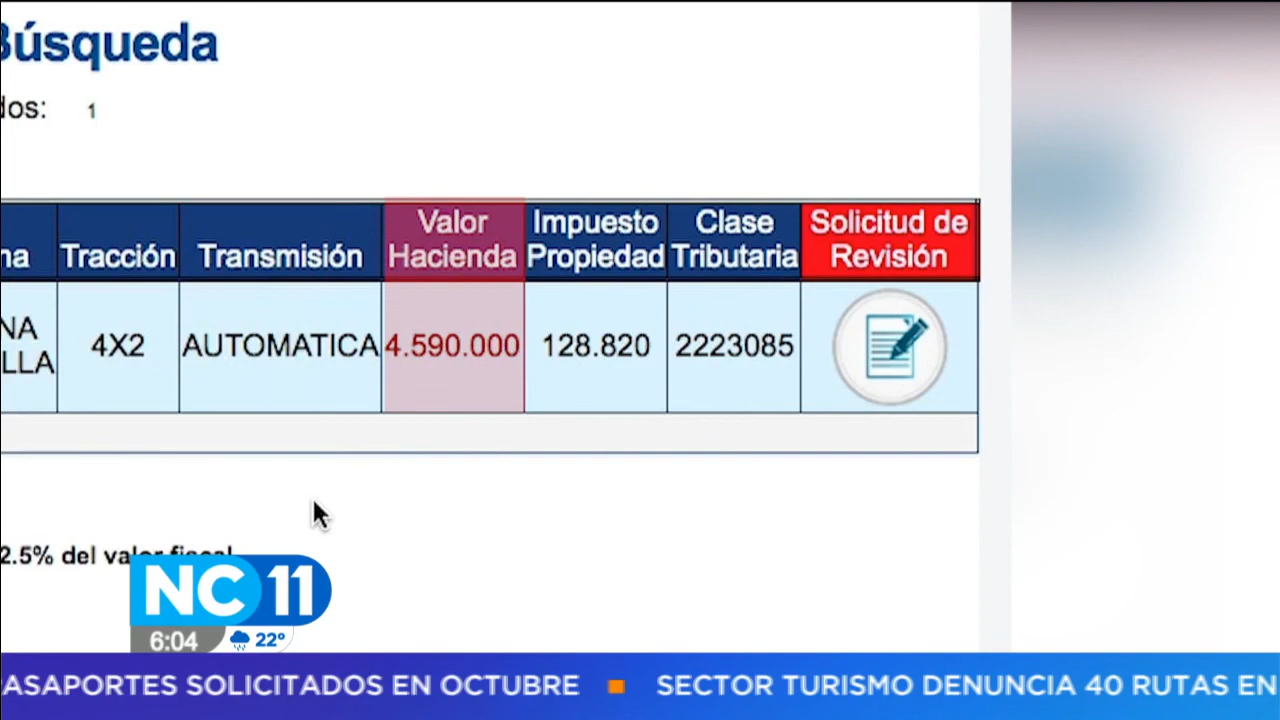 Búsqueda
dos: 1
na Tracción Transmisión Valor Hacienda Impuesto Propiedad Clase Tributaria Solicitud de Revisión
NA LLA 4X2 AUTOMATICA 4.590.000 128.820 2223085
2.5% del valor fiscal
NC 11
6:04 22°
PASAPORTES SOLICITADOS EN OCTUBRE SECTOR TURISMO DENUNCIA 40 RUTAS EN